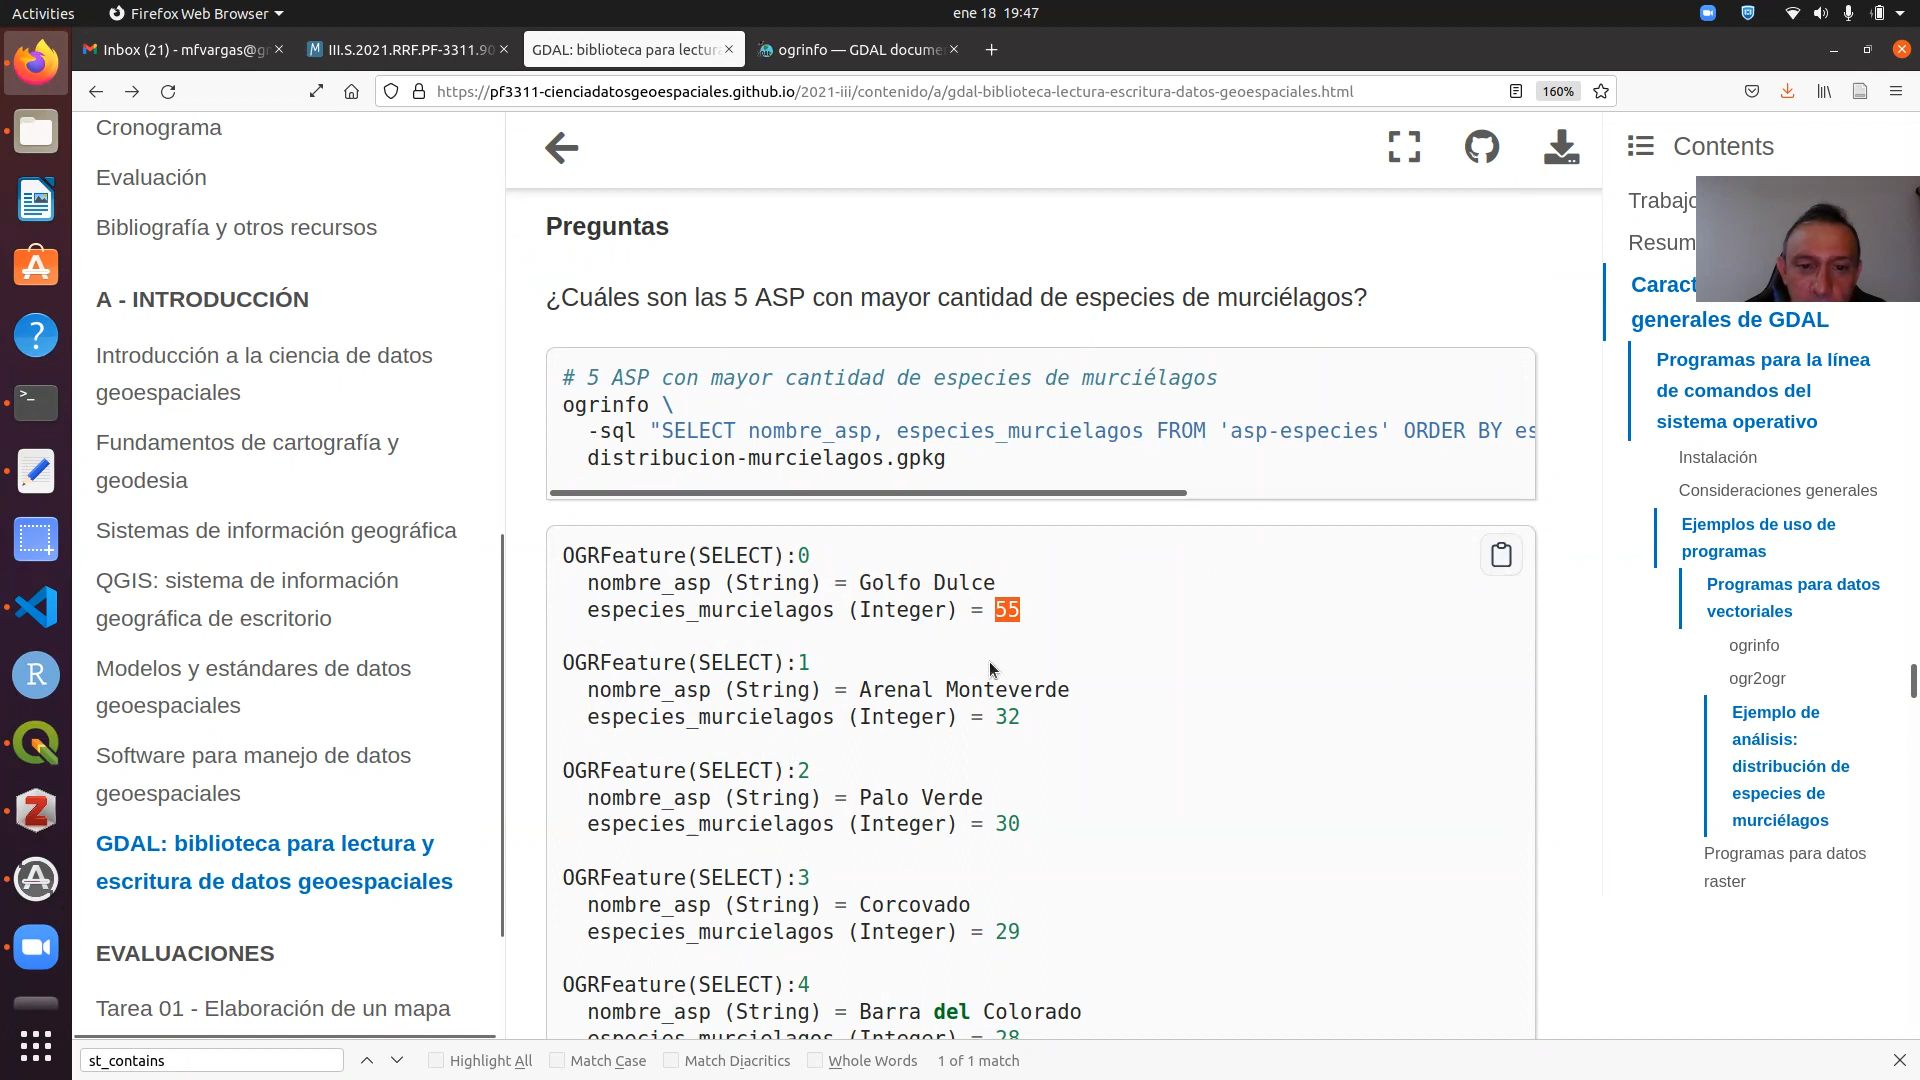 Activities
Firefox Web Browser
ene 18 19:47
Inbox (21) - mfvargas@g
III.S.2021.RRF.PF-3311.90
GDAL: biblioteca para lectur
ogrinfo — GDAL docume
https://pf3311-cienciadatosgeoespaciales.github.io/2021-iii/contenido/a/gdal-biblioteca-lectura-escritura-datos-geoespaciales.html
160%
Cronograma
Evaluación
Bibliografía y otros recursos
A - INTRODUCCIÓN
Introducción a la ciencia de datos
geoespaciales
Fundamentos de cartografía y
geodesia
Sistemas de información geográfica
QGIS: sistema de información
geográfica de escritorio
Modelos y estándares de datos
geoespaciales
Software para manejo de datos
geoespaciales
GDAL: biblioteca para lectura y
escritura de datos geoespaciales
EVALUACIONES
Tarea 01 - Elaboración de un mapa
Preguntas
¿Cuáles son las 5 ASP con mayor cantidad de especies de murciélagos?
# 5 ASP con mayor cantidad de especies de murciélagos
ogrinfo \
-sql "SELECT nombre_asp, especies_murcielagos FROM 'asp-especies' ORDER BY es
distribucion-murcielagos.gpkg
OGRFeature(SELECT):0
nombre_asp (String) = Golfo Dulce
especies_murcielagos (Integer) = 55
OGRFeature(SELECT):1
nombre_asp (String) = Arenal Monteverde
especies_murcielagos (Integer) = 32
OGRFeature(SELECT):2
nombre_asp (String) = Palo Verde
especies_murcielagos (Integer) = 30
OGRFeature(SELECT):3
nombre_asp (String) = Corcovado
especies_murcielagos (Integer) = 29
OGRFeature(SELECT):4
nombre_asp (String) = Barra del Colorado
especies_murcielagos (Integer) = 28
Contents
Trabajo
Resum
Caract
generales de GDAL
Programas para la línea
de comandos del
sistema operativo
Instalación
Consideraciones generales
Ejemplos de uso de
programas
Programas para datos
vectoriales
ogrinfo
ogr2ogr
Ejemplo de
análisis:
distribución de
especies de
murciélagos
Programas para datos
raster
st_contains
Highlight All
Match Case
Match Diacritics
Whole Words
1 of 1 match